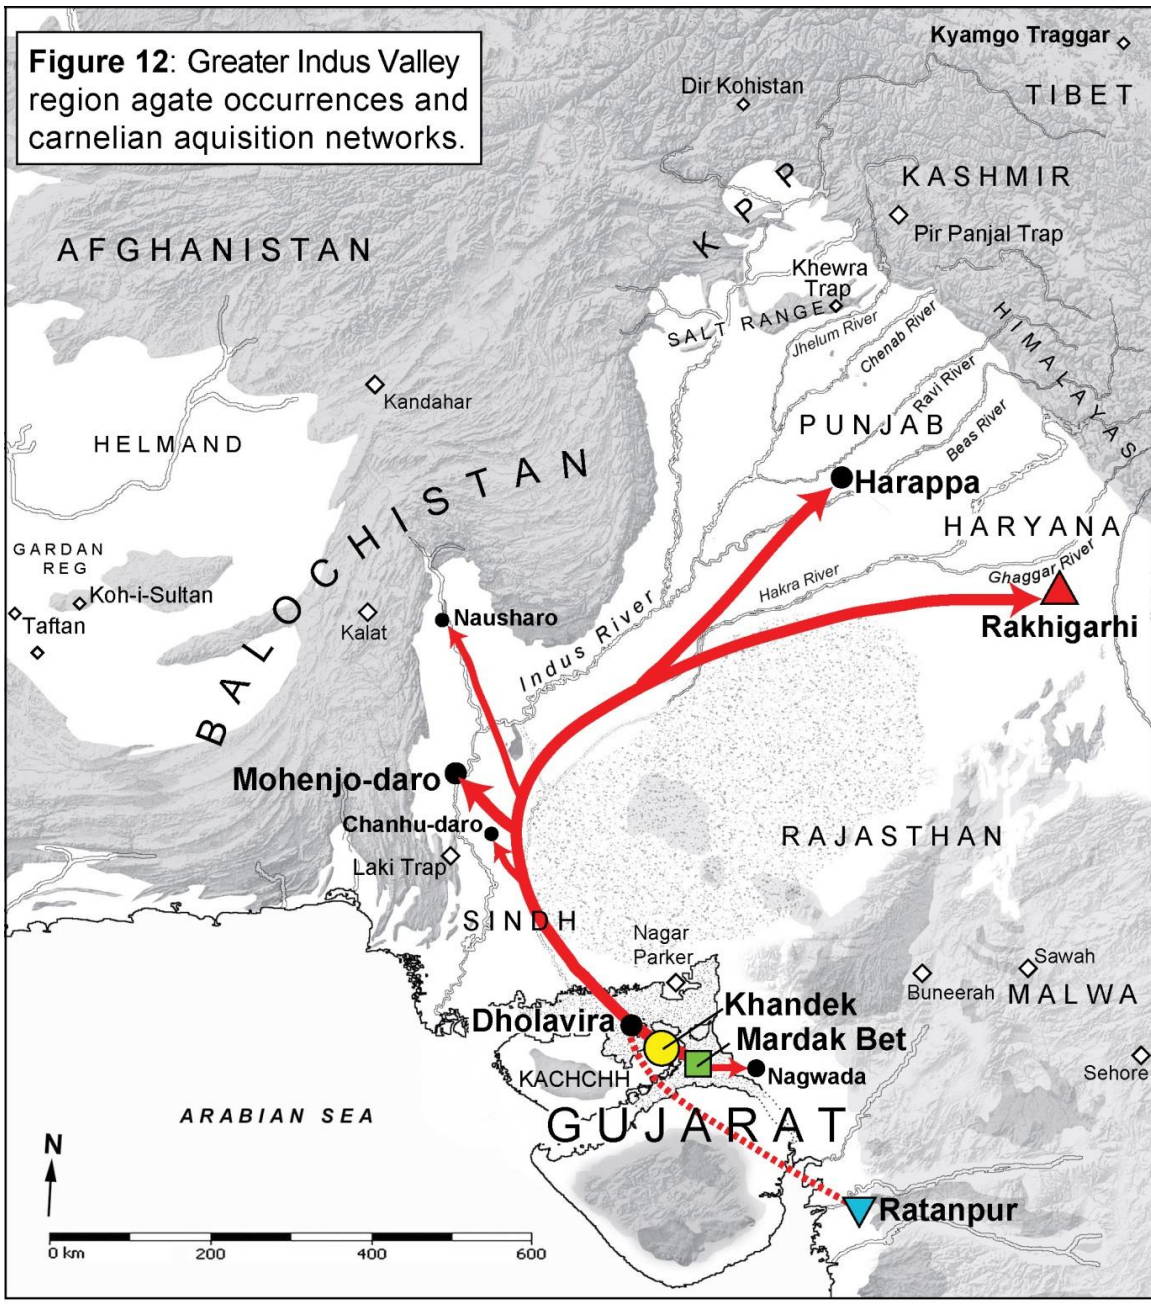 Figure 12: Greater Indus Valley
region agate occurrences and
carnelian aquisition networks.
Kyamgo Traggar
TIBET
Dir Kohistan
KASHMIR
KPP
Pir Panjal Trap
AFGHANISTAN
Khewra
Trap
SALT RANGE
Jhelum River
Chenab River
HIMALAYAS
Ravi River
Kandahar
PUNJAB
Beas River
HELMAND
BALOCHISTAN
Harappa
HARYANA
GARDAN
REG
Koh-i-Sultan
Taftan
Kalat
Nausharo
Indus River
Hakra River
Ghaggar River
Rakhigarhi
Mohenjo-daro
Chanhu-daro
Laki Trap
RAJASTHAN
SINDH
Nagar
Parker
Sawah
Buneerah
MALWA
Khandek
Dholavira
Mardak Bet
KACHCHH
Nagwada
Sehore
ARABIAN SEA
GUJARAT
N
Ratanpur
0 km
200
400
600